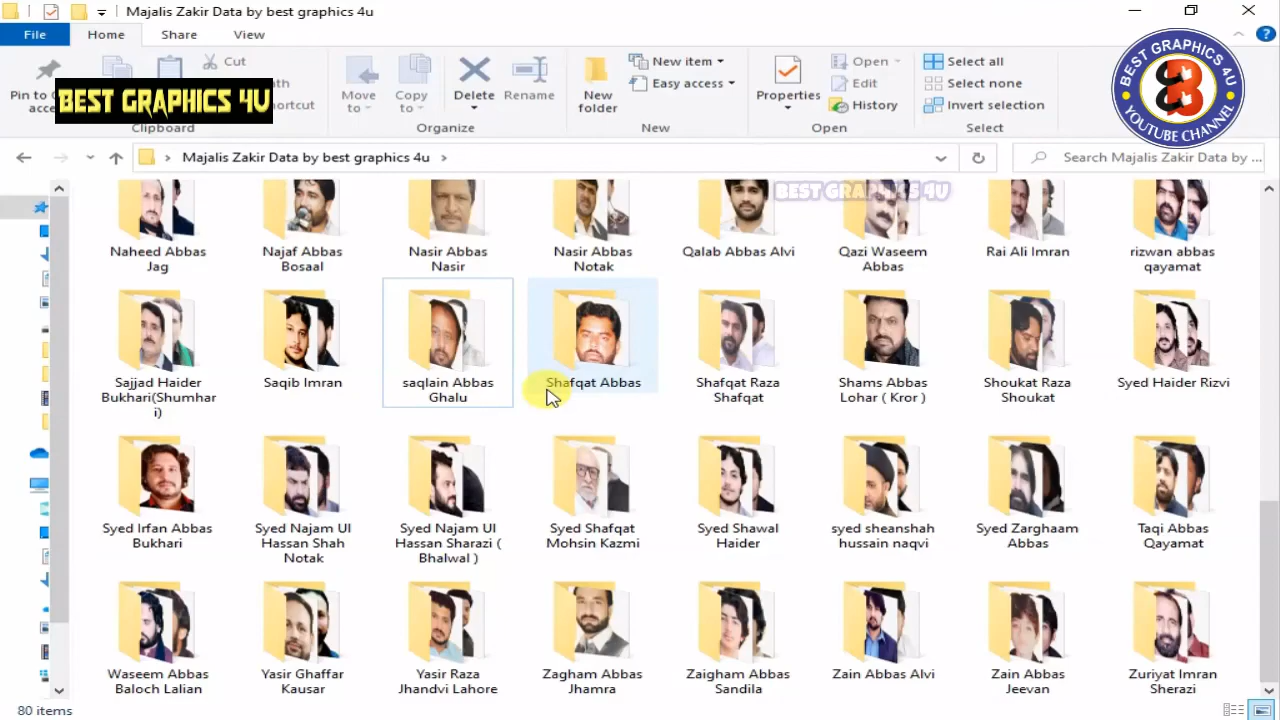 Majalis Zakir Data by best graphics 4u
File
Home
Share
View
Pin to
acc
BEST GRAPHICS 4U
Cut
th
hortcut
Clipboard
Move
to
Copy
to
Delete
Rename
Organize
New
folder
New item
Easy access
New
Properties
Open
Edit
History
Open
Select all
Select none
Invert selection
Select
BEST GRAPHICS 4U
YOUTUBE CHANNEL
Majalis Zakir Data by best graphics 4u
Search Majalis Zakir Data by ...
BEST GRAPHICS 4U
Naheed Abbas
Jag
Najaf Abbas
Bosaal
Nasir Abbas
Nasir
Nasir Abbas
Notak
Qalab Abbas Alvi
Qazi Waseem
Abbas
Rai Ali Imran
rizwan abbas
qayamat
Sajjad Haider
Bukhari(Shumhar
i)
Saqib Imran
saqlain Abbas
Ghalu
Shafqat Abbas
Shafqat Raza
Shafqat
Shams Abbas
Lohar ( Kror )
Shoukat Raza
Shoukat
Syed Haider Rizvi
Syed Irfan Abbas
Bukhari
Syed Najam Ul
Hassan Shah
Notak
Syed Najam Ul
Hassan Sharazi (
Bhalwal )
Syed Shafqat
Mohsin Kazmi
Syed Shawal
Haider
syed sheanshah
hussain naqvi
Syed Zarghaam
Abbas
Taqi Abbas
Qayamat
Waseem Abbas
Baloch Lalian
Yasir Ghaffar
Kausar
Yasir Raza
Jhandvi Lahore
Zagham Abbas
Jhamra
Zaigham Abbas
Sandila
Zain Abbas Alvi
Zain Abbas
Jeevan
Zuriyat Imran
Sherazi
80 items